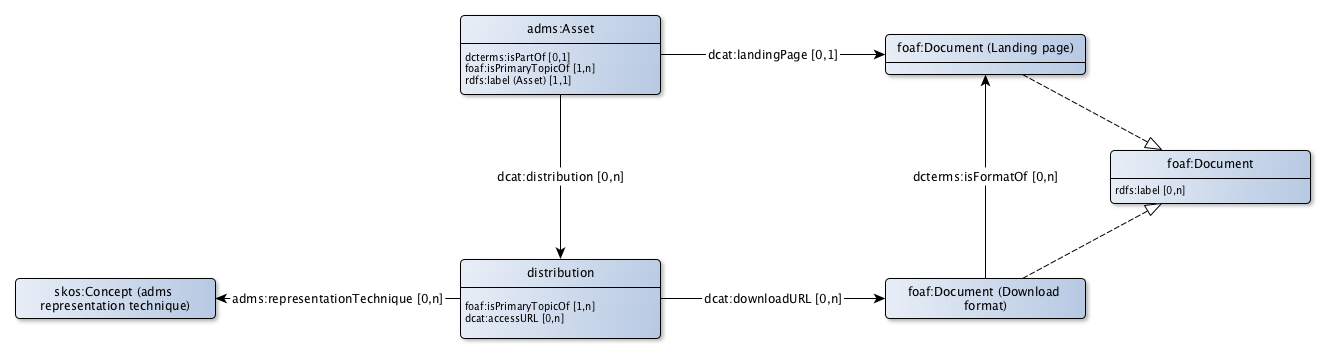 adms:Asset
dcterms:isPartOf [0,1]
foaf:isPrimaryTopicOf [1,n]
rdfs:label (Asset) [1,1]
dcat:landingPage [0,1]
foaf:Document (Landing page)
dcat:distribution [0,n]
dcterms:isFormatOf [0,n]
foaf:Document
rdfs:label [0,n]
skos:Concept (adms
representation technique)
adms:representationTechnique [0,n]
distribution
foaf:isPrimaryTopicOf [1,n]
dcat:accessURL [0,n]
dcat:downloadURL [0,n]
foaf:Document (Download
format)